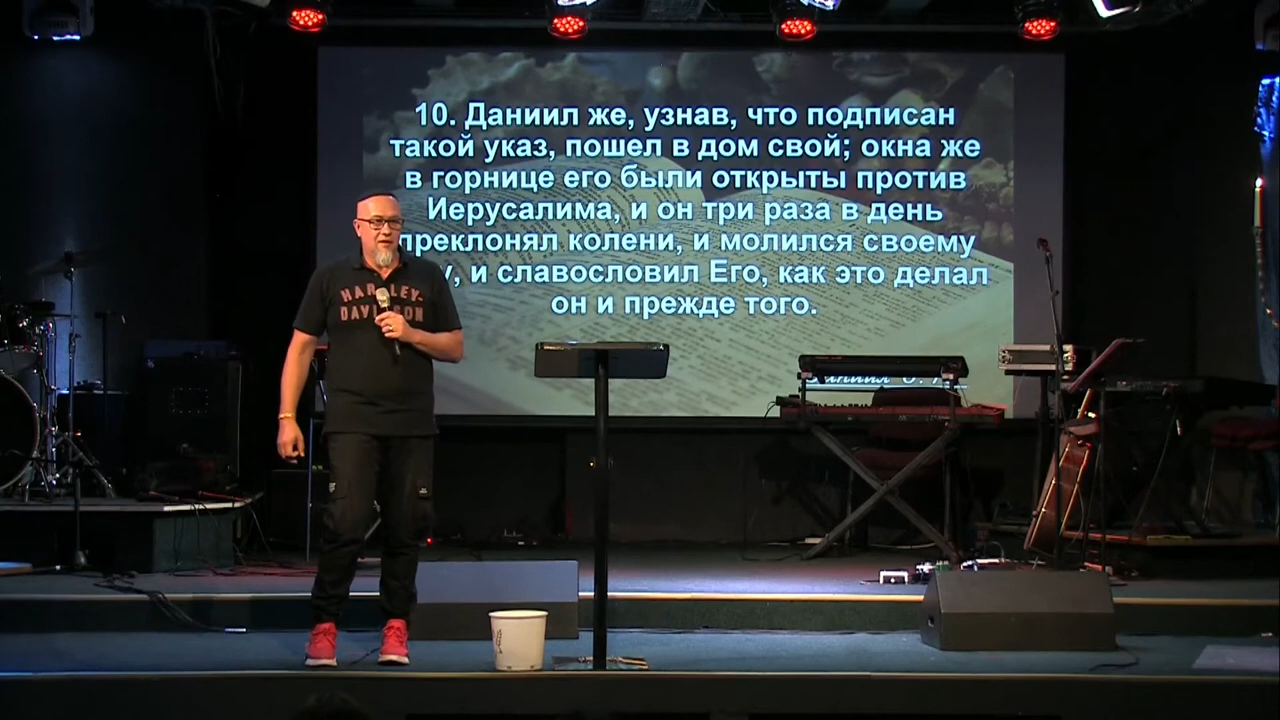 10. Даниил же, узнав, что подписан
такой указ, пошел в дом свой; окна же
в горнице его были открыты против
Иерусалима, и он три раза в день
преклонял колени, и молился своему
, и славословил Его, как это делал
он и прежде того.
HARLEY-
DAVIDSON